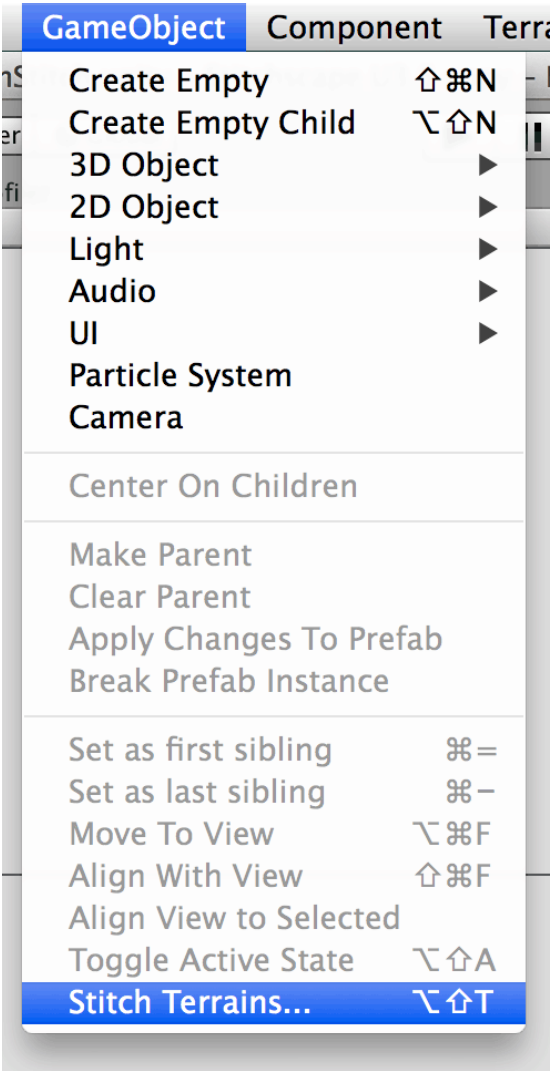 GameObject Component Terra
Create Empty ⇧⌘N
Create Empty Child ⌥⇧N
3D Object ▶
2D Object ▶
Light ▶
Audio ▶
UI ▶
Particle System
Camera
Center On Children
Make Parent
Clear Parent
Apply Changes To Prefab
Break Prefab Instance
Set as first sibling ⌘=
Set as last sibling ⌘−
Move To View ⌥⌘F
Align With View ⇧⌘F
Align View to Selected
Toggle Active State ⌥⇧A
Stitch Terrains... ⌥⇧T